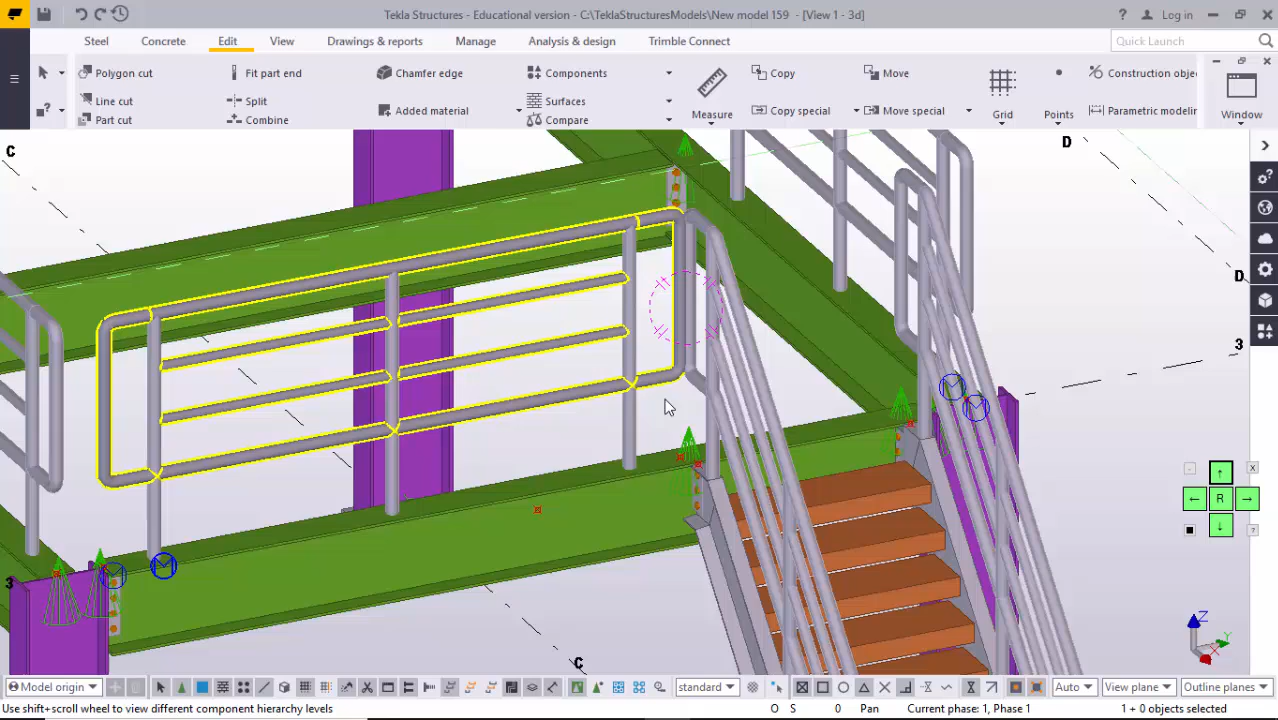 Tekla Structures - Educational version - C:\TeklaStructuresModels\New model 159 - [View 1 - 3d]
? Log in
Steel Concrete Edit View Drawings & reports Manage Analysis & design Trimble Connect Quick Launch
Polygon cut Fit part end Chamfer edge Components Copy Move Construction obje
Line cut Split Added material Surfaces Measure Copy special Move special Grid Points Parametric modelin Window
Part cut Combine Compare
C
D
D
3
3
C
R
X
?
Z
Y
X
Model origin standard Auto View plane Outline planes
Use shift+scroll wheel to view different component hierarchy levels O S 0 Pan Current phase: 1, Phase 1 1 + 0 objects selected